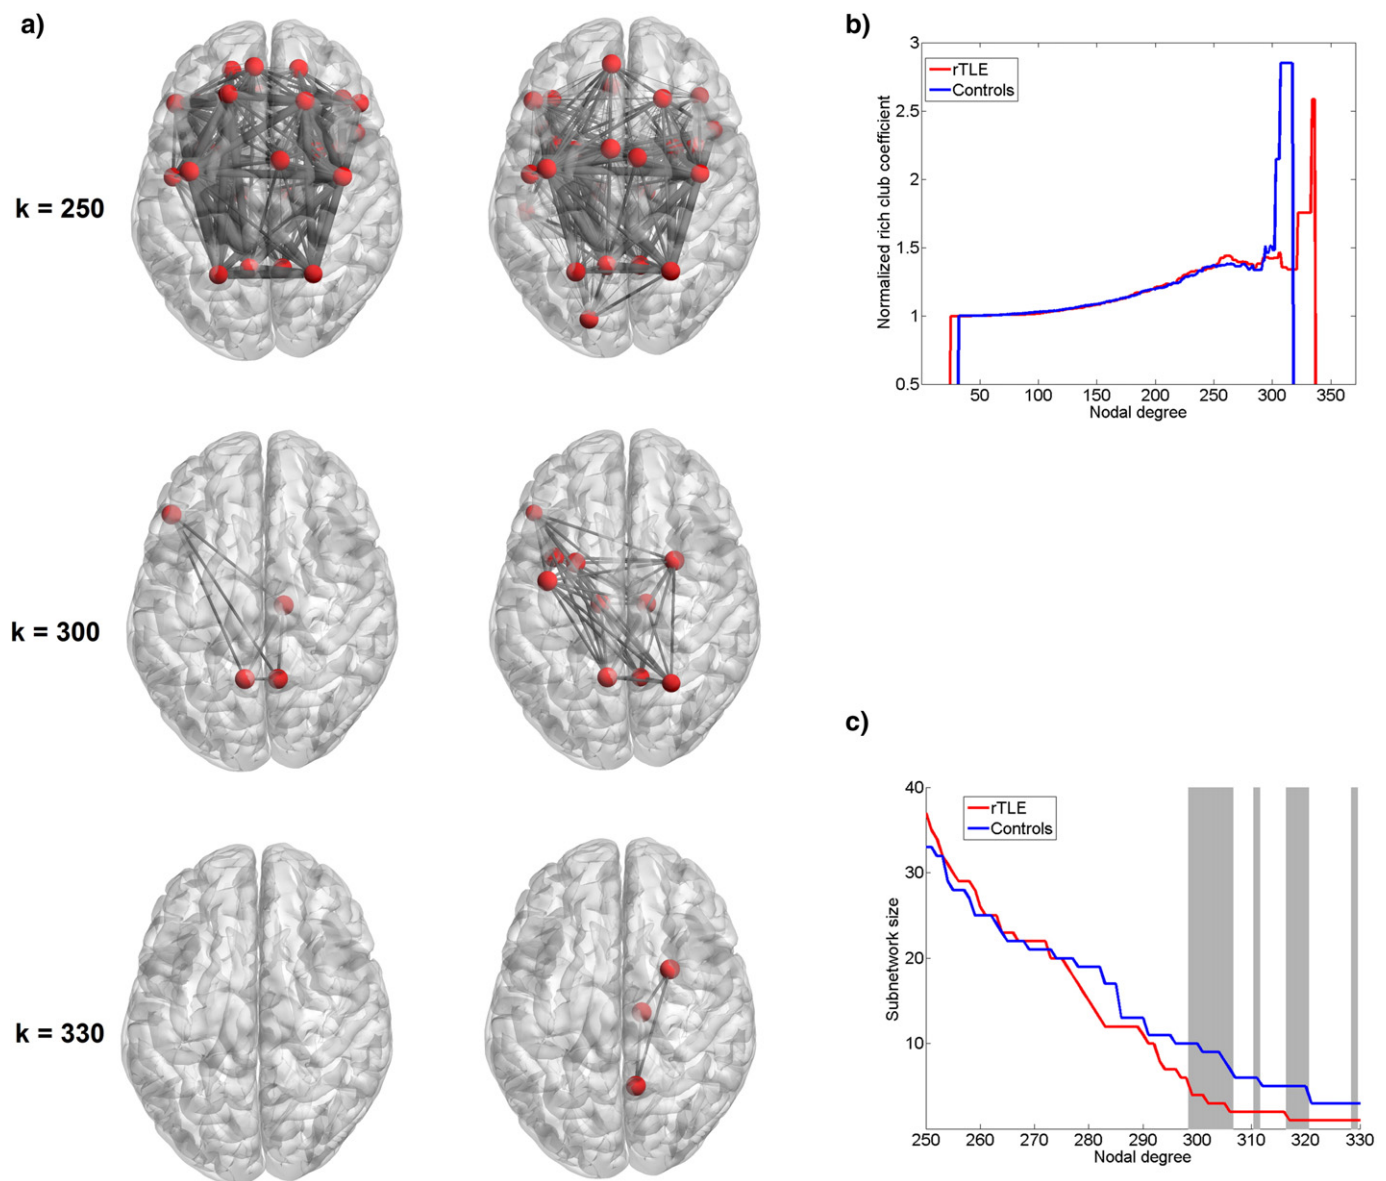 a)
k = 250
k = 300
k = 330
b)
3
2.5
2
1.5
1
0.5
Normalized rich club coefficient
rTLE
Controls
50 100 150 200 250 300 350
Nodal degree
c)
40
30
20
10
Subnetwork size
rTLE
Controls
250 260 270 280 290 300 310 320 330
Nodal degree